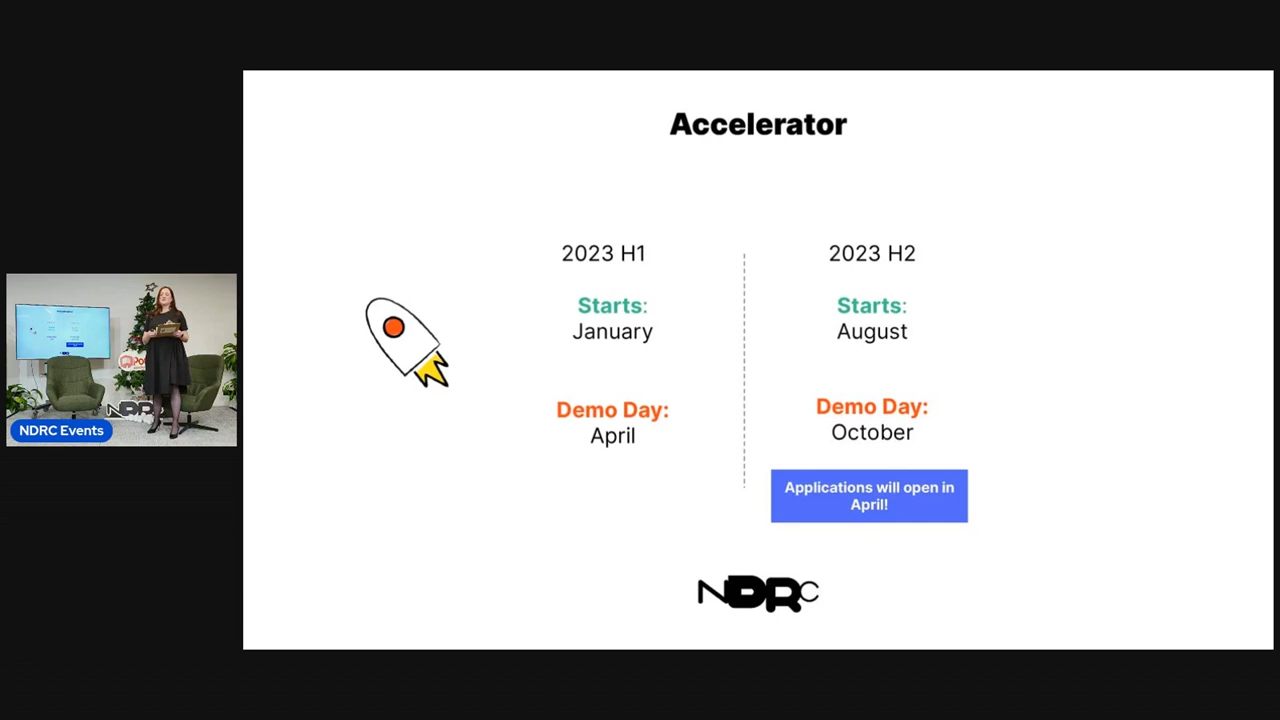 Accelerator
2023 H1
Starts:
January
Demo Day:
April
2023 H2
Starts:
August
Demo Day:
October
Applications will open in
April!
NDRC
NDRC Events